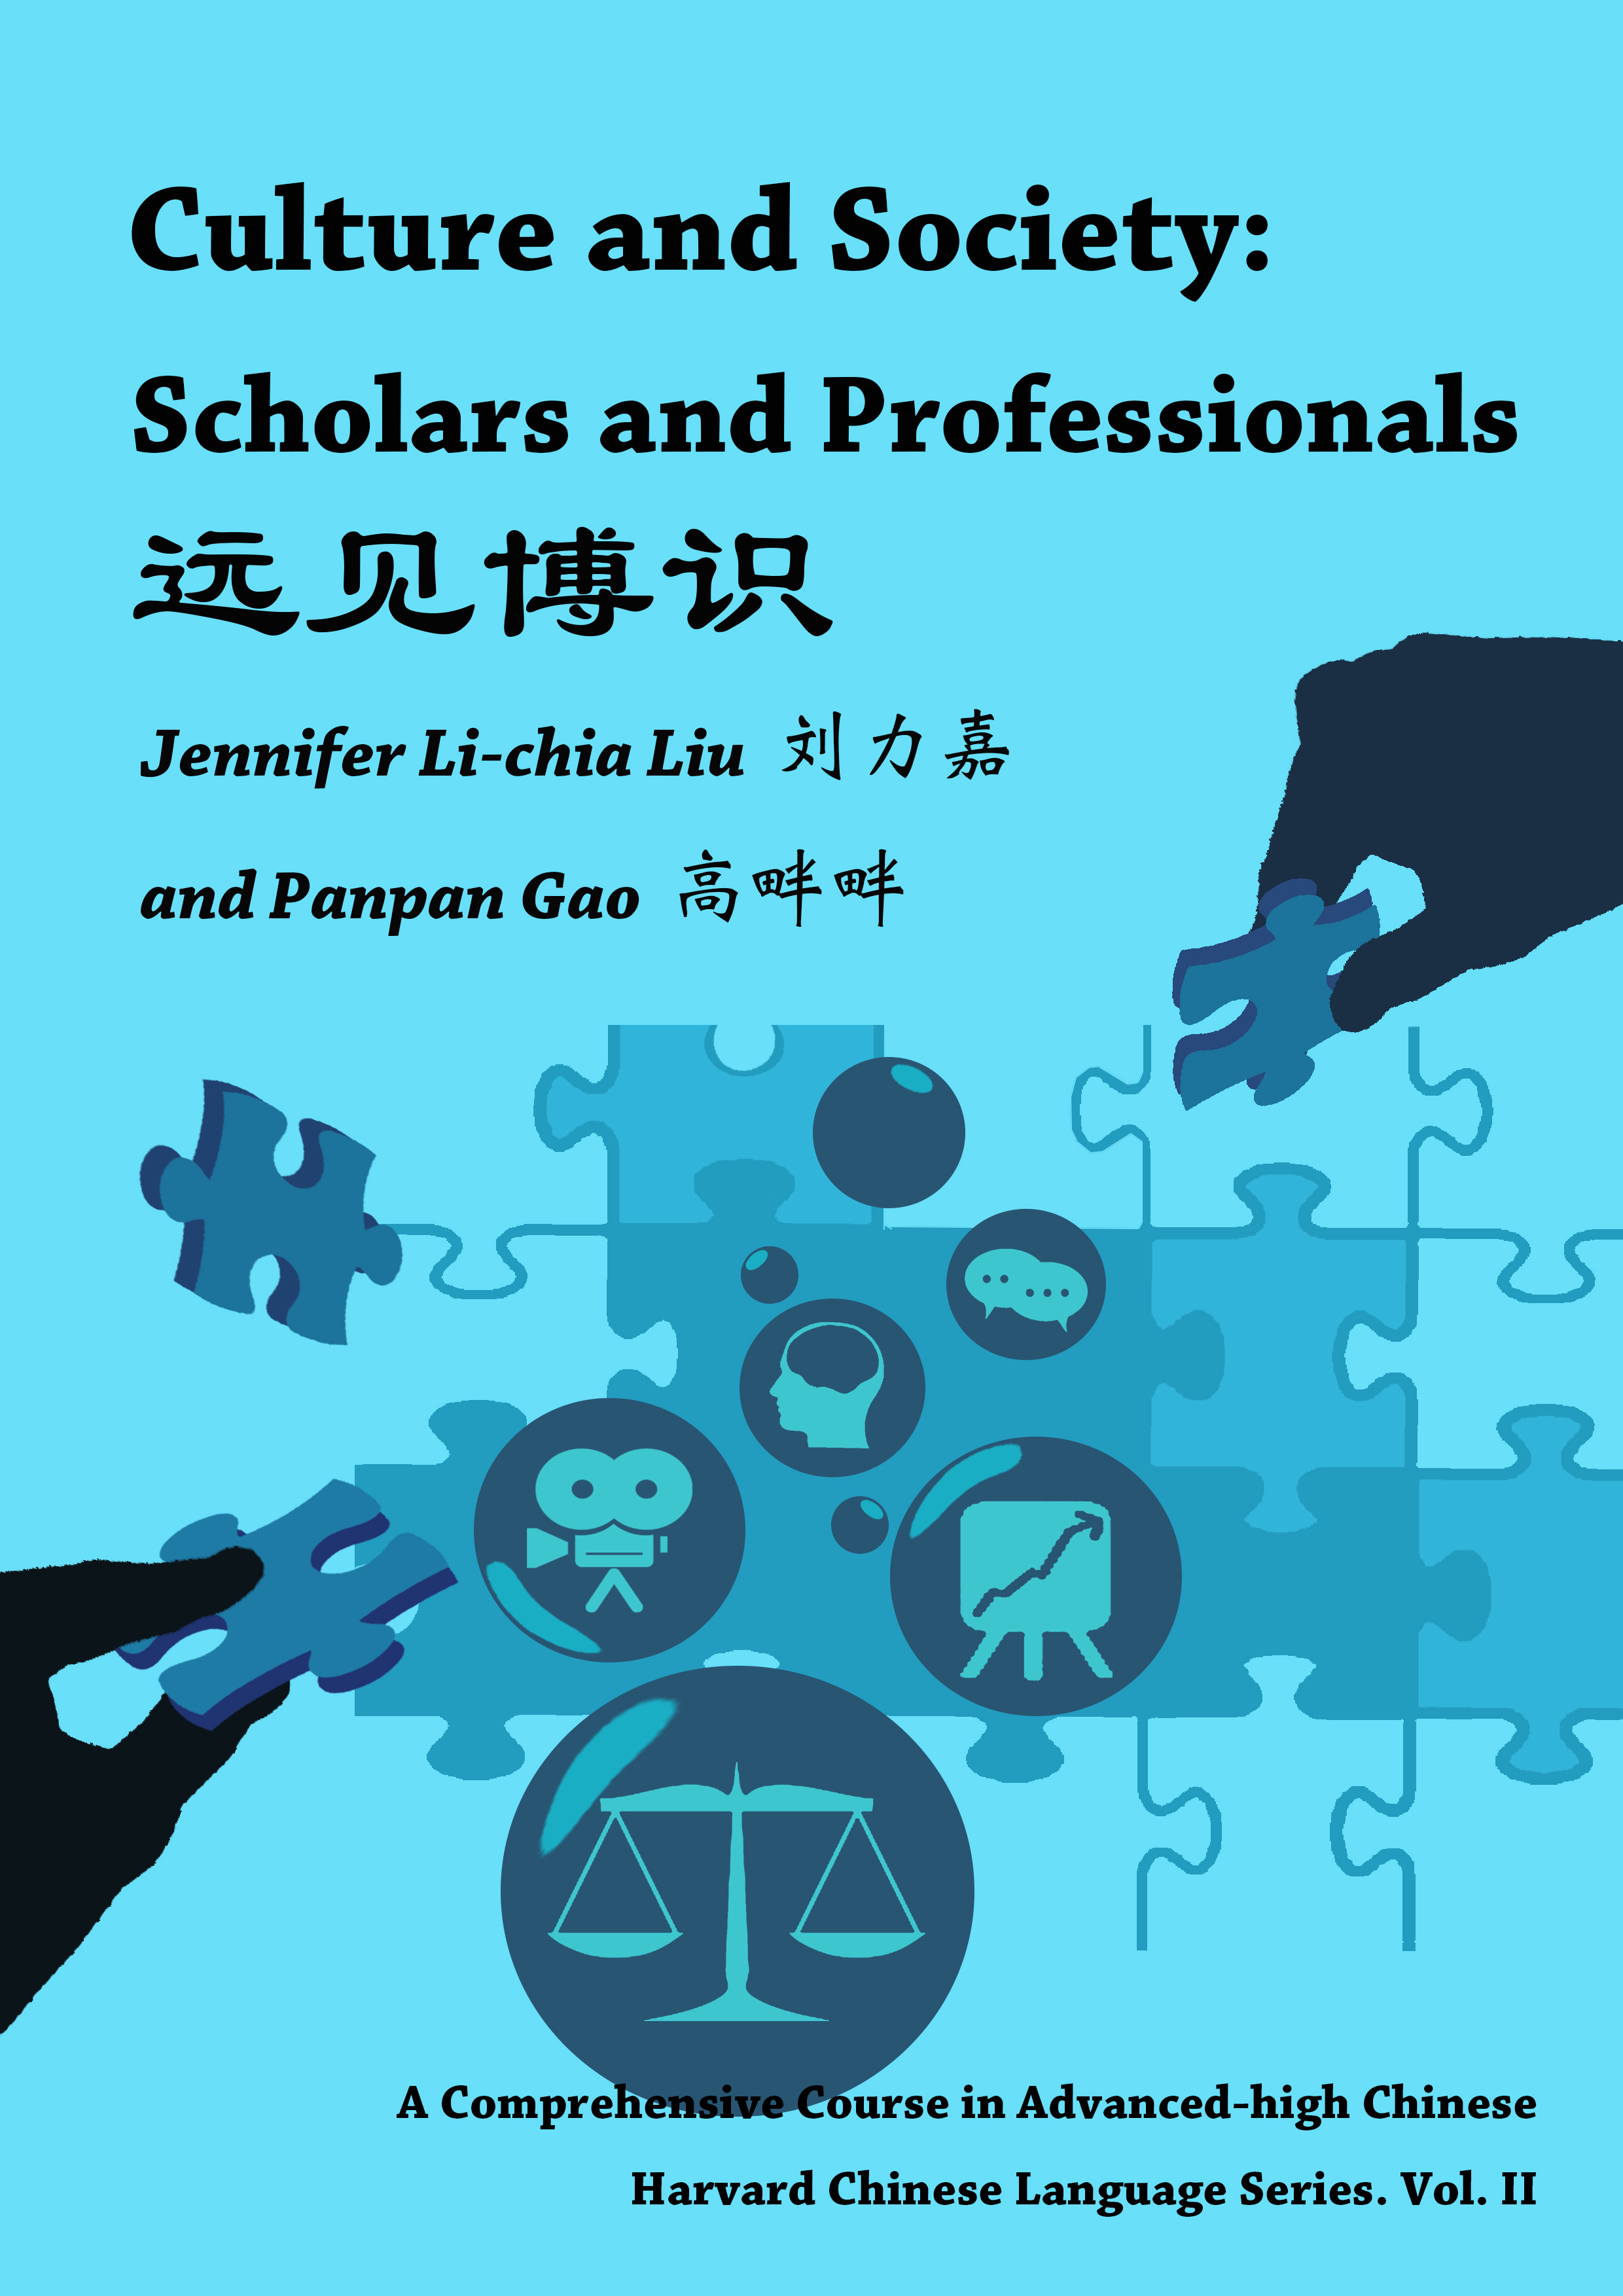 Culture and Society:
Scholars and Professionals
远见博识
Jennifer Li-chia Liu 刘力嘉
and Panpan Gao 高畔畔
A Comprehensive Course in Advanced-high Chinese
Harvard Chinese Language Series. Vol. II